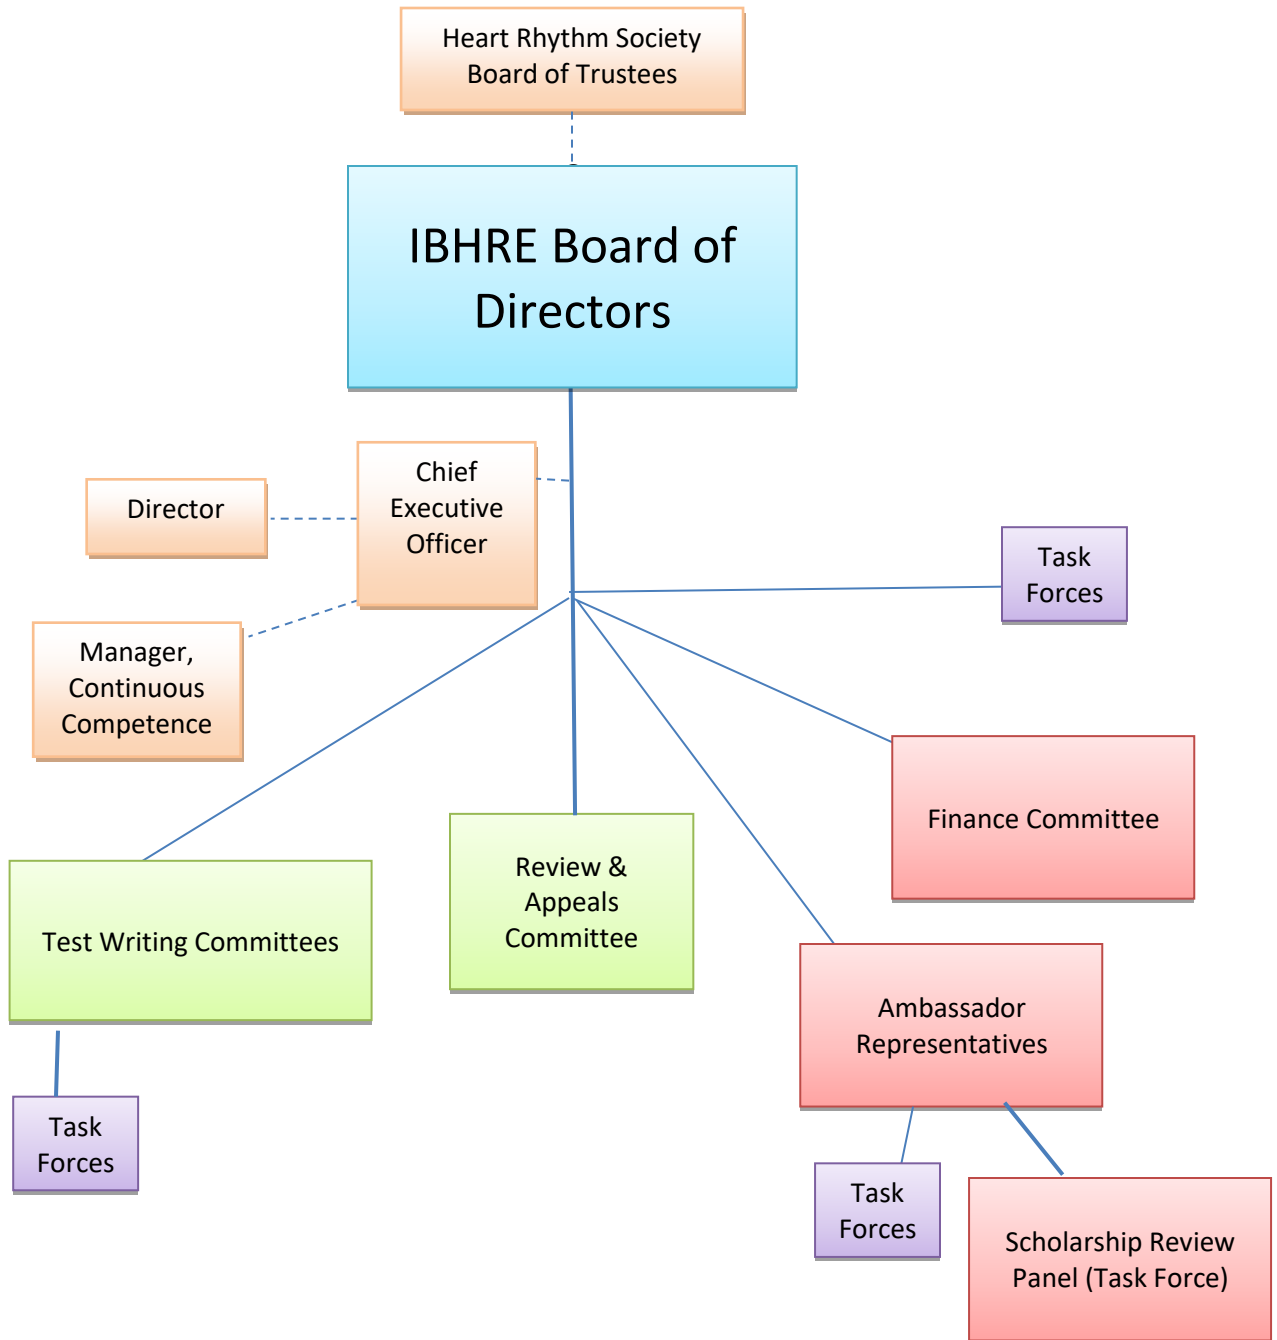 Heart Rhythm Society
Board of Trustees
IBHRE Board of
Directors
Chief
Executive
Officer
Director
Task
Forces
Manager,
Continuous
Competence
Finance Committee
Review &
Appeals
Committee
Test Writing Committees
Ambassador
Representatives
Task
Forces
Task
Forces
Scholarship Review
Panel (Task Force)